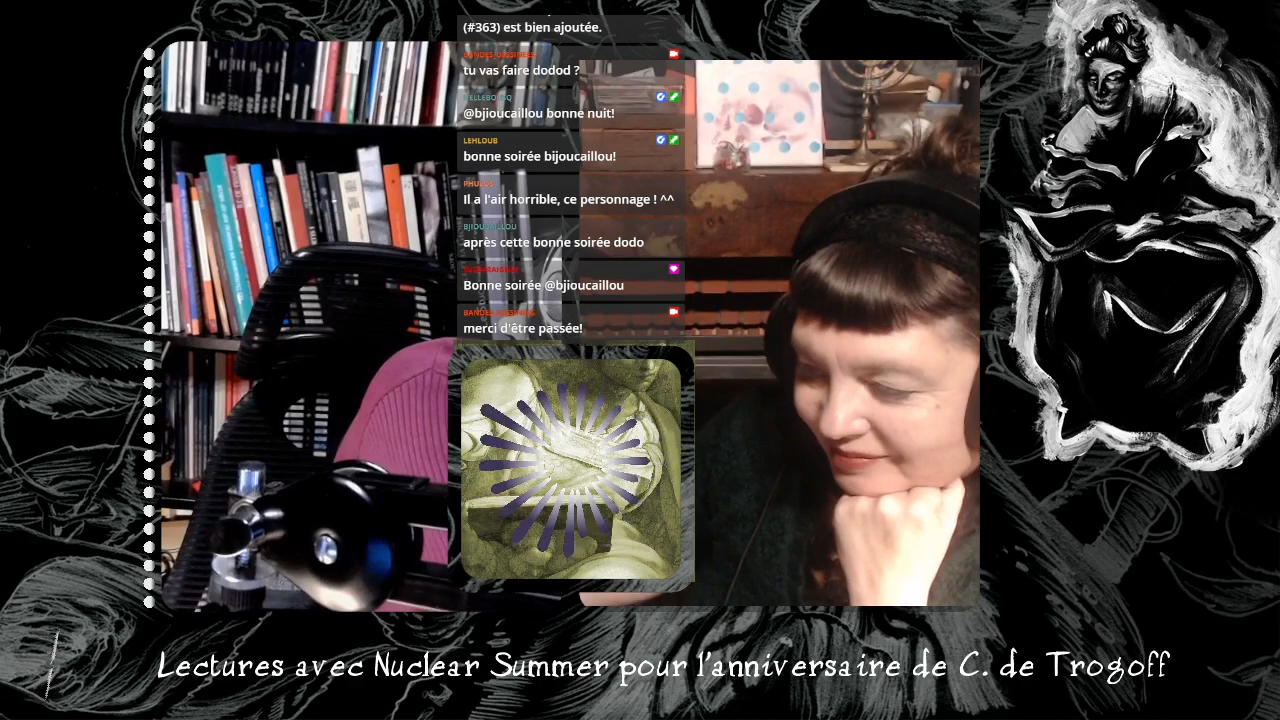 (#363) est bien ajoutée.
tu vas faire dodod ?
@bjioucaillou bonne nuit!
LEHLOUB
bonne soirée bijoucaillou!
Il a l'air horrible, ce personnage ! ^^
BJIOUCAILLOU
après cette bonne soirée dodo
Bonne soirée @bjioucaillou
merci d'être passée!
Lectures avec Nuclear Summer pour l'anniversaire de C. de Trogoff